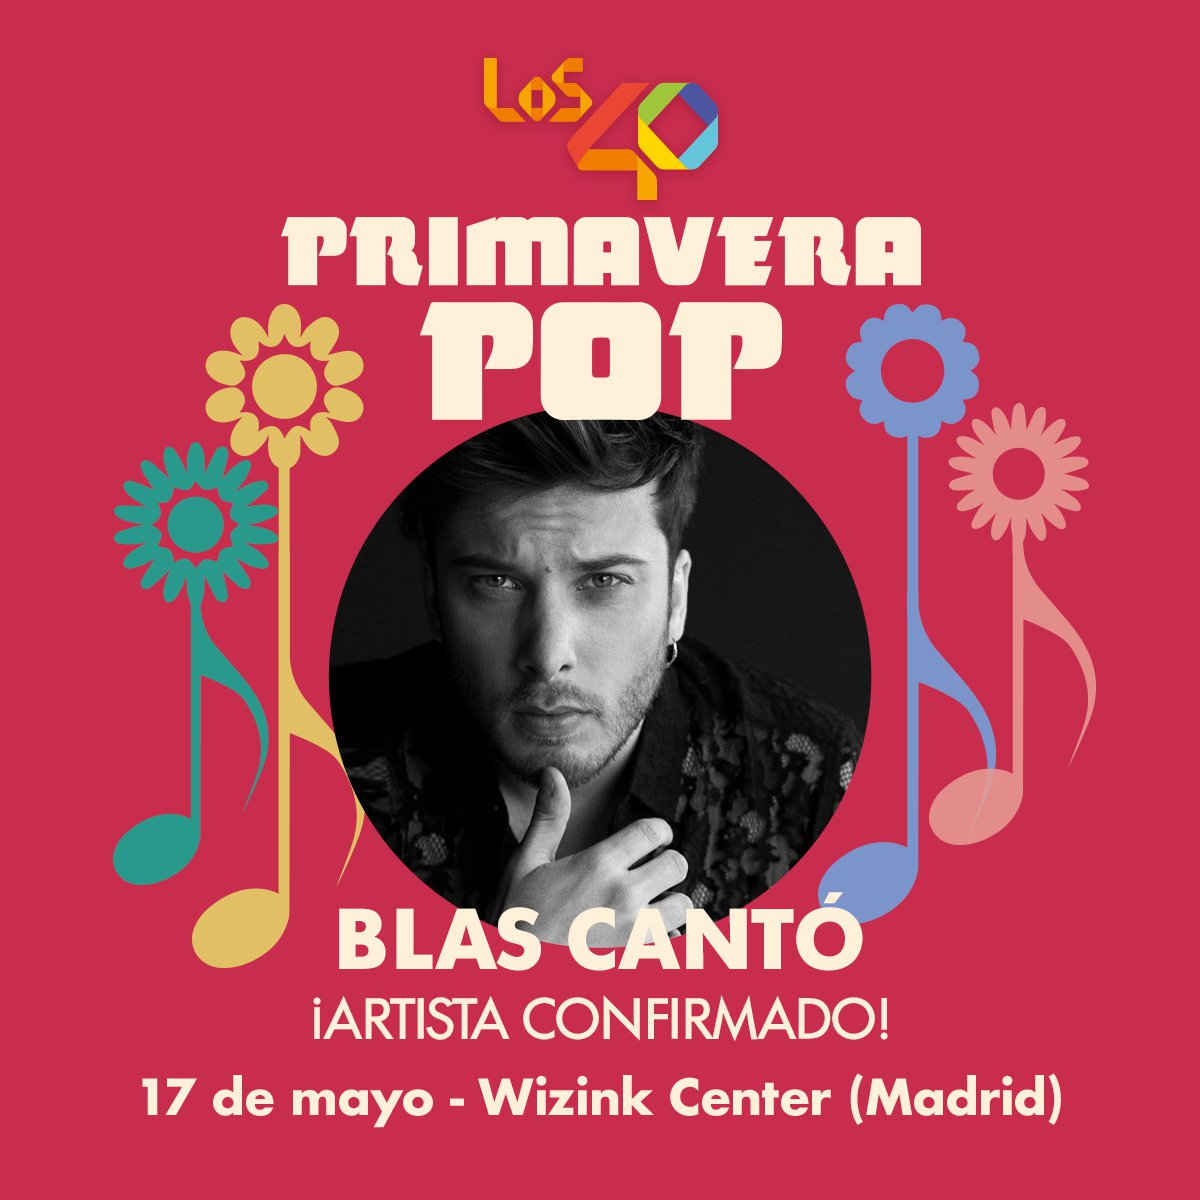 LOS
40
PRIMAVERA
POP
BLAS CANTÓ
¡ARTISTA CONFIRMADO!
17 de mayo - Wizink Center (Madrid)